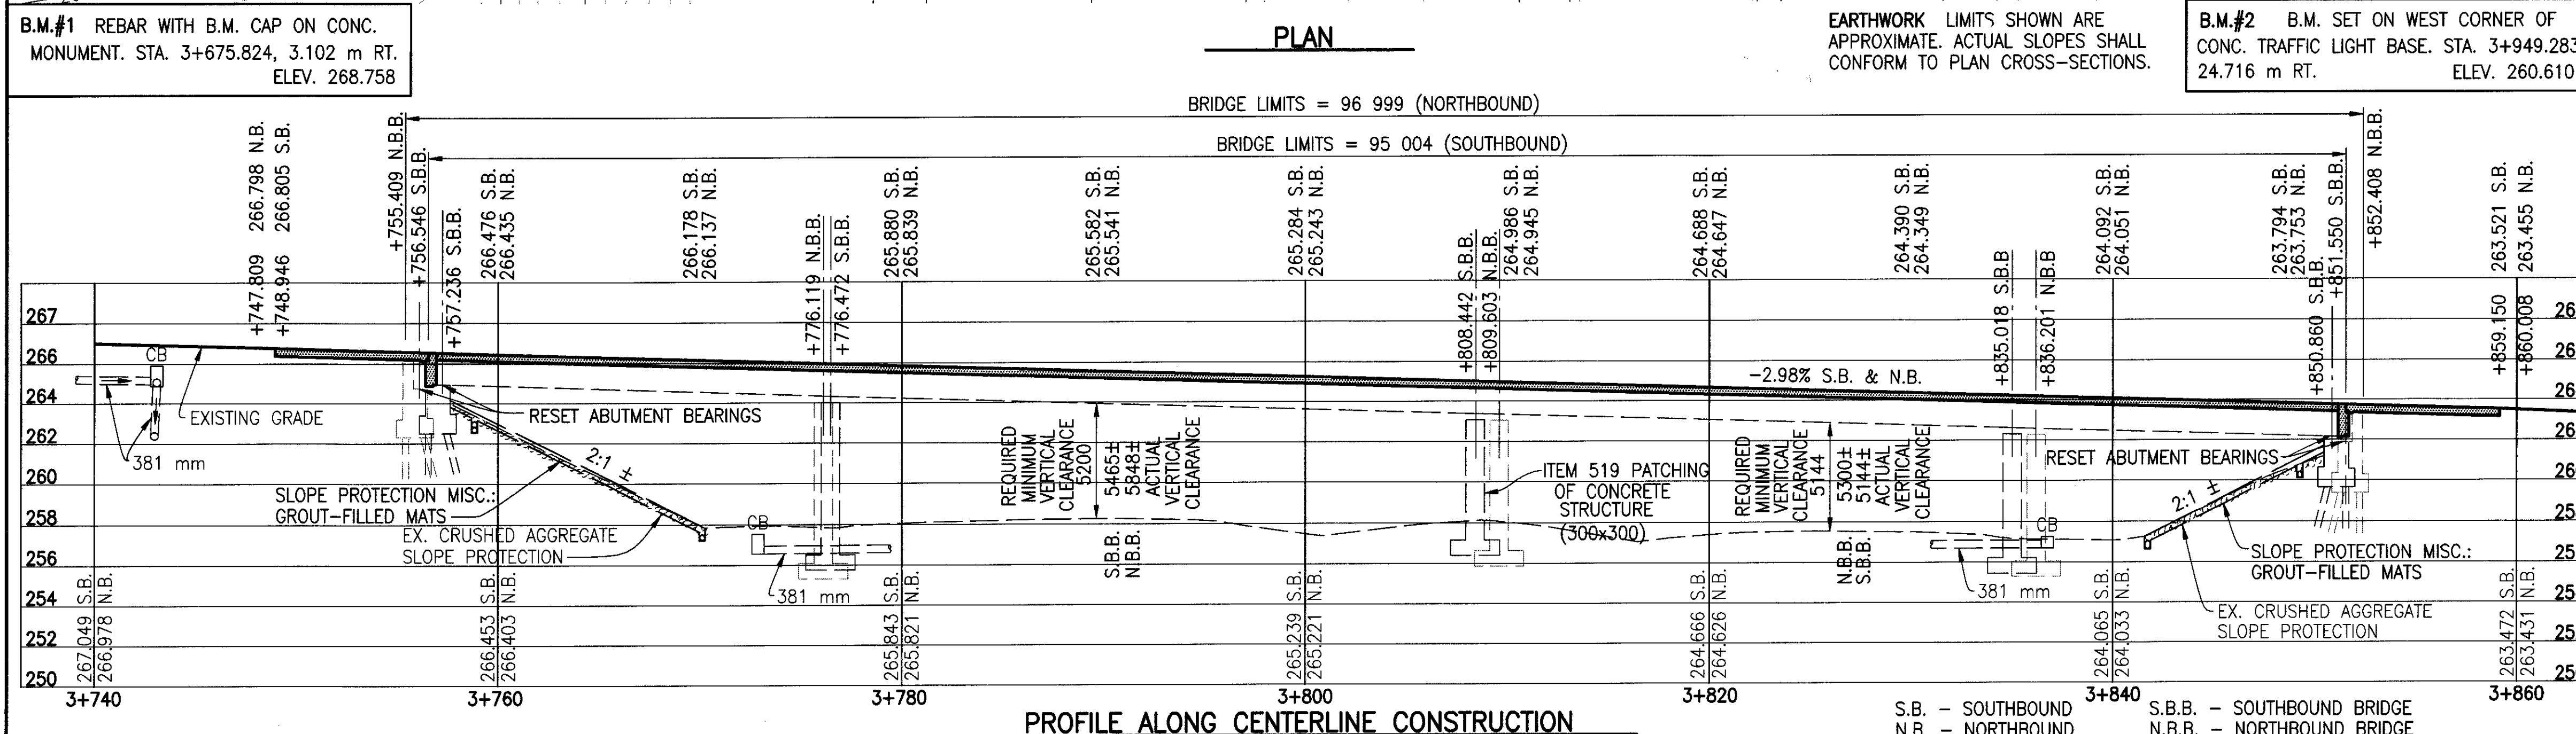 B.M.#1 REBAR WITH B.M. CAP ON CONC.
MONUMENT. STA. 3+675.824, 3.102 m RT.
ELEV. 268.758
PLAN
EARTHWORK LIMITS SHOWN ARE
APPROXIMATE. ACTUAL SLOPES SHALL
CONFORM TO PLAN CROSS-SECTIONS.
B.M.#2 B.M. SET ON WEST CORNER OF
CONC. TRAFFIC LIGHT BASE. STA. 3+949.283
24.716 m RT. ELEV. 260.610
BRIDGE LIMITS = 96 999 (NORTHBOUND)
BRIDGE LIMITS = 95 004 (SOUTHBOUND)
+747.809 266.798 N.B.
+748.946 266.805 S.B.
+755.409 N.B.B.
+756.546 S.B.B.
+757.236 S.B.B.
266.476 S.B.
266.435 N.B.
266.178 S.B.
266.137 N.B.
+776.119 N.B.B.
+776.472 S.B.B.
265.880 S.B.
265.839 N.B.
265.582 S.B.
265.541 N.B.
265.284 S.B.
265.243 N.B.
+808.442 S.B.B.
+809.603 N.B.B.
264.986 S.B.
264.945 N.B.
264.688 S.B.
264.647 N.B.
264.390 S.B.
264.349 N.B.
+835.018 S.B.B
+836.201 N.B.B
264.092 S.B.
264.051 N.B.
263.794 S.B.
263.753 N.B.
+850.860 S.B.B.
+851.550 S.B.B.
+852.408 N.B.B.
+859.150 263.521 S.B.
+860.008 263.455 N.B.
267
266
264
262
260
258
256
254
252
250
CB
EXISTING GRADE
381 mm
RESET ABUTMENT BEARINGS
2:1 ±
SLOPE PROTECTION MISC.:
GROUT-FILLED MATS
EX. CRUSHED AGGREGATE
SLOPE PROTECTION
CB
381 mm
REQUIRED
MINIMUM
VERTICAL
CLEARANCE
5200
5465±
5848±
ACTUAL
VERTICAL
CLEARANCE
S.B.B.
N.B.B.
ITEM 519 PATCHING
OF CONCRETE
STRUCTURE
(300x300)
-2.98% S.B. & N.B.
REQUIRED
MINIMUM
VERTICAL
CLEARANCE
5144
5300±
5144±
ACTUAL
VERTICAL
CLEARANCE
N.B.B.
S.B.B.
CB
381 mm
RESET ABUTMENT BEARINGS
2:1 ±
SLOPE PROTECTION MISC.:
GROUT-FILLED MATS
EX. CRUSHED AGGREGATE
SLOPE PROTECTION
267.049 S.B.
266.978 N.B.
266.453 S.B.
266.403 N.B.
265.843 S.B.
265.821 N.B.
265.239 S.B.
265.221 N.B.
264.666 S.B.
264.626 N.B.
264.065 S.B.
264.033 N.B.
263.472 S.B.
263.431 N.B.
3+740 3+760 3+780 3+800 3+820 3+840 3+860
PROFILE ALONG CENTERLINE CONSTRUCTION
S.B. - SOUTHBOUND S.B.B. - SOUTHBOUND BRIDGE
N.B. - NORTHBOUND N.B.B. - NORTHBOUND BRIDGE